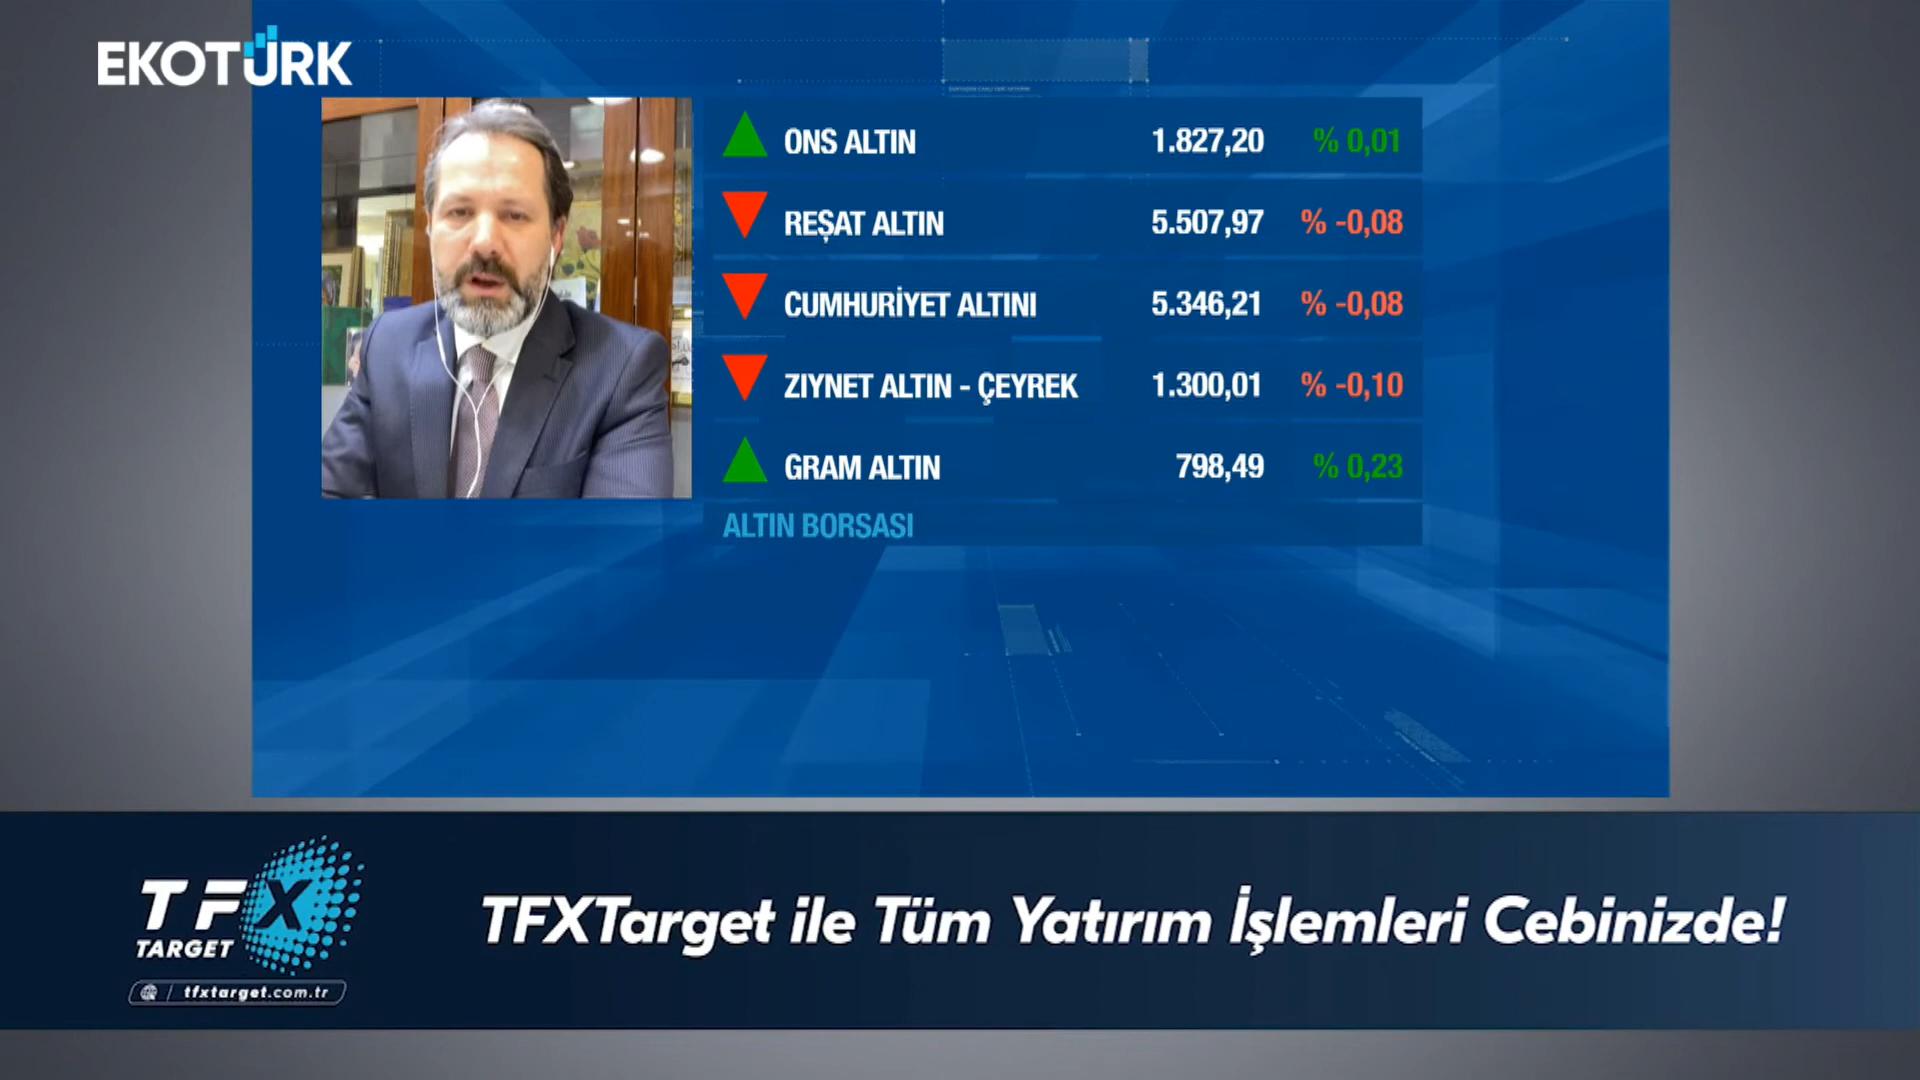 EKOTÜRK
ONS ALTIN 1.827,20 % 0,01
REŞAT ALTIN 5.507,97 % -0,08
CUMHURİYET ALTINI 5.346,21 % -0,08
ZIYNET ALTIN - ÇEYREK 1.300,01 % -0,10
GRAM ALTIN 798,49 % 0,23
ALTIN BORSASI
TFX
TARGET
tfxtarget.com.tr
TFXTarget ile Tüm Yatırım İşlemleri Cebinizde!